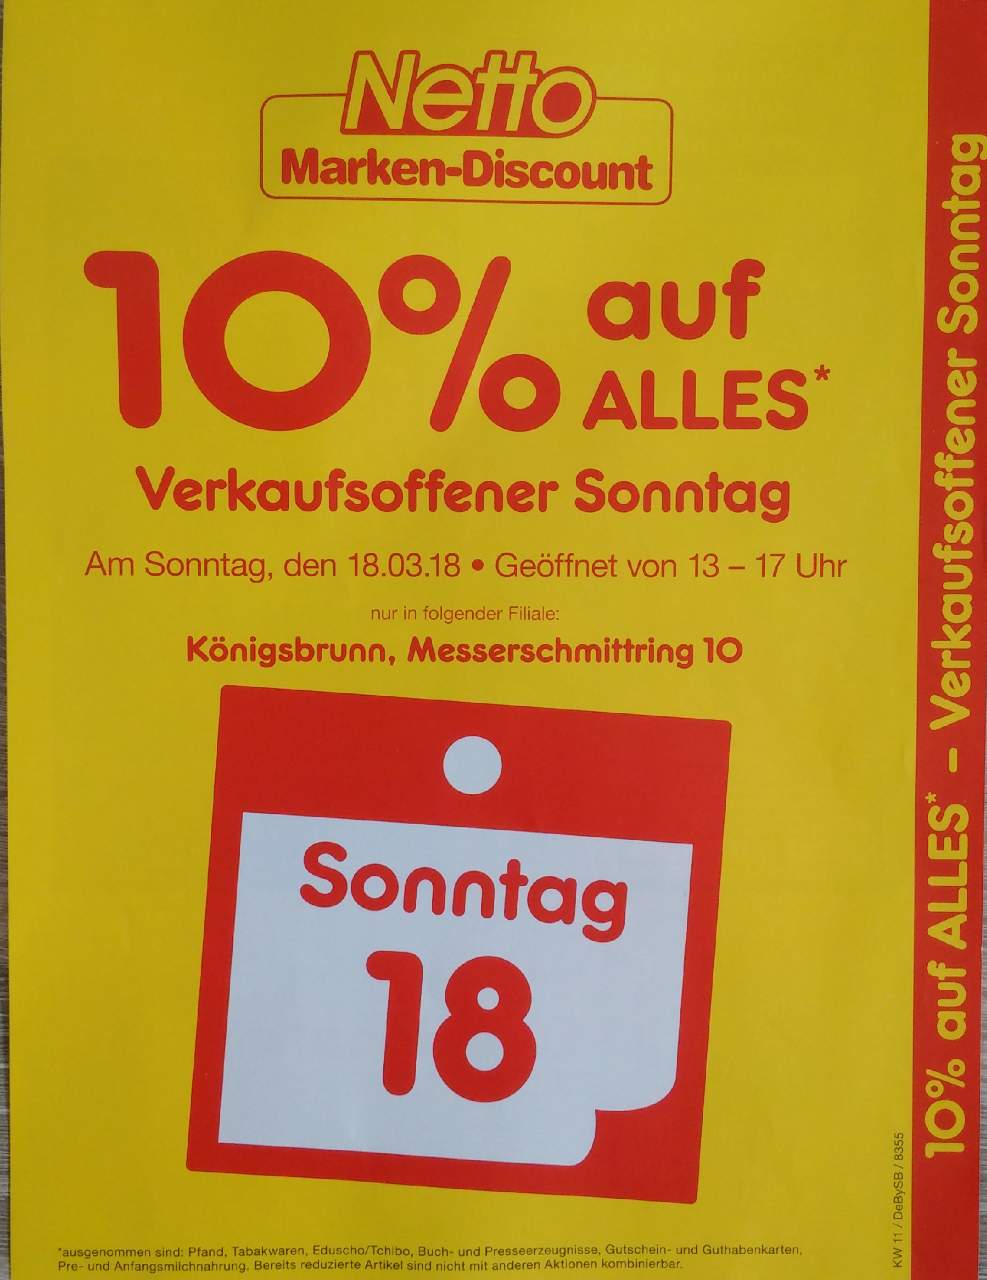 Netto
Marken-Discount
10% auf
ALLES*
Verkaufsoffener Sonntag
Am Sonntag, den 18.03.18 • Geöffnet von 13 – 17 Uhr
nur in folgender Filiale:
Königsbrunn, Messerschmittring 10
Sonntag
18
*ausgenommen sind: Pfand, Tabakwaren, Eduscho/Tchibo, Buch- und Presseerzeugnisse, Gutschein- und Guthabenkarten,
Pre- und Anfangsmilchnahrung. Bereits reduzierte Artikel sind nicht mit anderen Aktionen kombinierbar.
KW 11 / DeBySB / 8355
10% auf ALLES* – Verkaufsoffener Sonntag